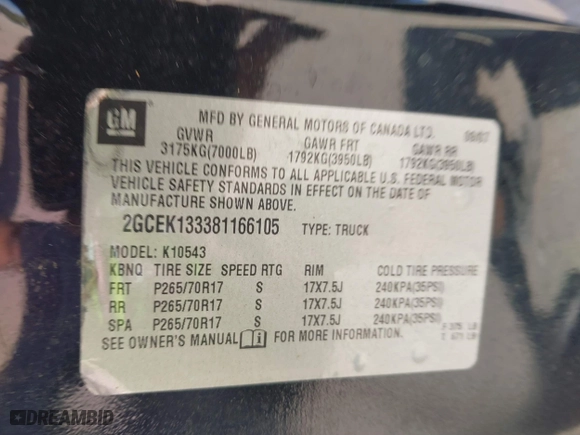 GM
MFD BY GENERAL MOTORS OF CANADA LTD. 09/07
GVWR GAWR FRT GAWR RR
3175KG(7000LB) 1792KG(3950LB) 1792KG(3950LB)
THIS VEHICLE CONFORMS TO ALL APPLICABLE U.S. FEDERAL MOTOR
VEHICLE SAFETY STANDARDS IN EFFECT ON THE DATE OF
MANUFACTURE SHOWN ABOVE.
2GCEK133381166105 TYPE: TRUCK
MODEL: K10543
KBNQ TIRE SIZE SPEED RTG RIM COLD TIRE PRESSURE
FRT P265/70R17 S 17X7.5J 240KPA(35PSI)
RR P265/70R17 S 17X7.5J 240KPA(35PSI)
SPA P265/70R17 S 17X7.5J 240KPA(35PSI)
SEE OWNER'S MANUAL FOR MORE INFORMATION.
DREAMBID